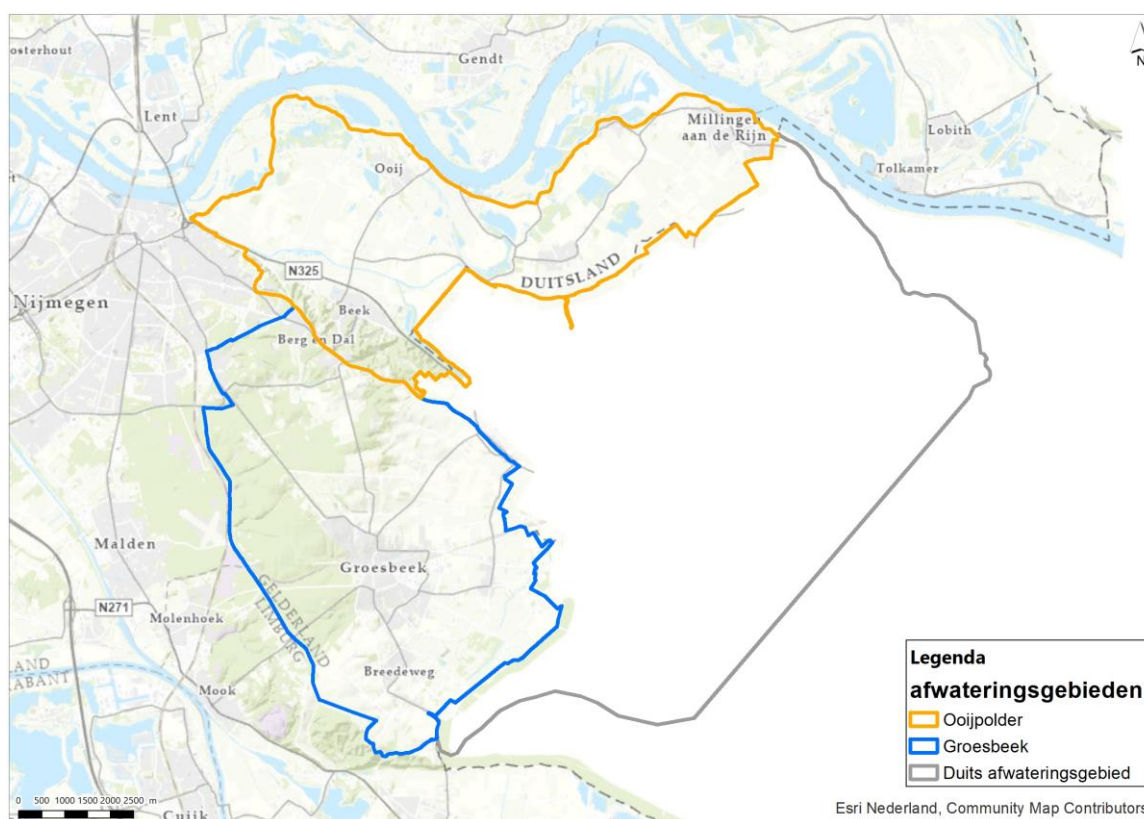 osterhout
Gendt
N
Lent
Millingen
aan de Rijn
Lobith
Ooij
Tolkamer
N325
DUITSLAND
Nijmegen
Beek
Berg en Dal
Malden
Groesbeek
GELDERLAND
LIMBURG
N271
Molenhoek
Breedeweg
Mook
LAND
RABANT
Cuijk
Legenda
afwateringsgebieden
Ooijpolder
Groesbeek
Duits afwateringsgebied
0 500 1000 1500 2000 2500 m
Esri Nederland, Community Map Contributors